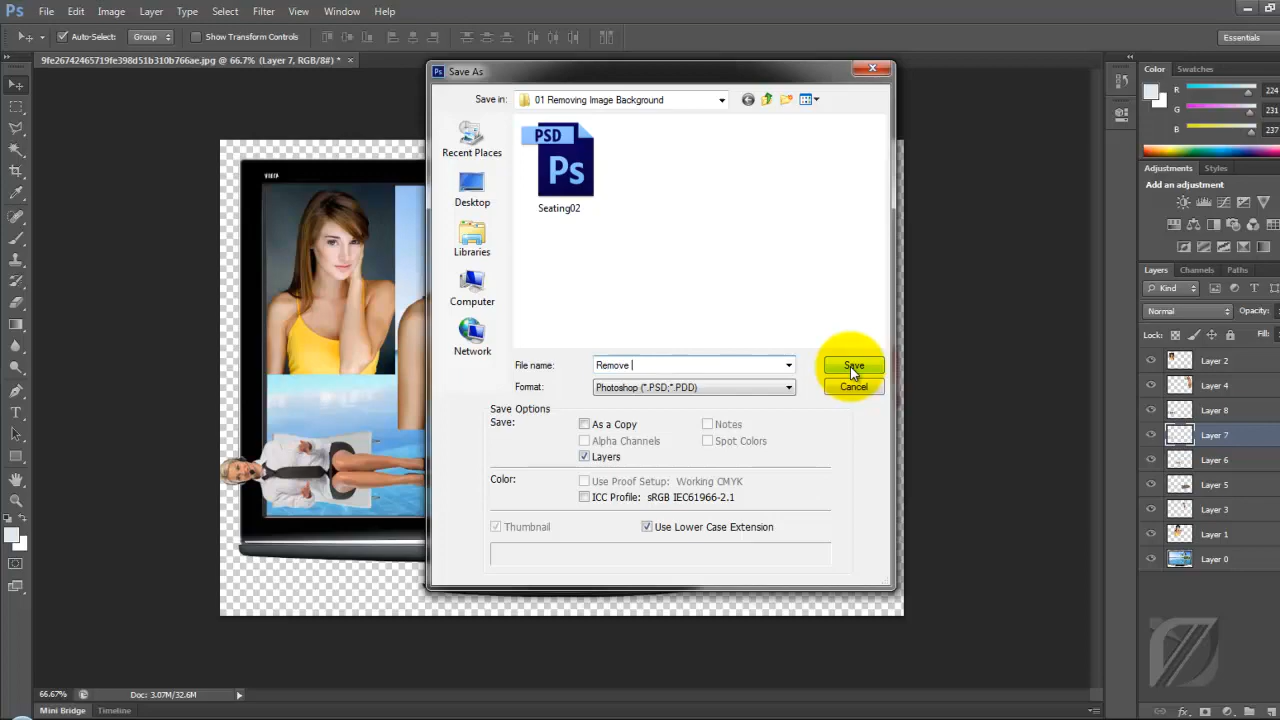 Ps File Edit Image Layer Type Select Filter View Window Help
Auto-Select: Group Show Transform Controls Essentials
9fe26742465719fe398d51b310b766ae.jpg @ 66.7% (Layer 7, RGB/8#) * ×
Save As
Save in: 01 Removing Image Background
Recent Places
Desktop
Libraries
Computer
Network
PSD
Ps
Seating02
File name: Remove
Save
Format: Photoshop (*.PSD;*.PDD)
Cancel
Save Options
Save: As a Copy Notes
Alpha Channels Spot Colors
Layers
Color: Use Proof Setup: Working CMYK
ICC Profile: sRGB IEC61966-2.1
Thumbnail Use Lower Case Extension
Color Swatches
R 224
G 231
B 237
Adjustments Styles
Add an adjustment
Layers Channels Paths
Kind
Normal Opacity:
Lock: Fill:
Layer 2
Layer 4
Layer 8
Layer 7
Layer 6
Layer 5
Layer 3
Layer 1
Layer 0
66.67% Doc: 3.07M/32.6M
Mini Bridge Timeline